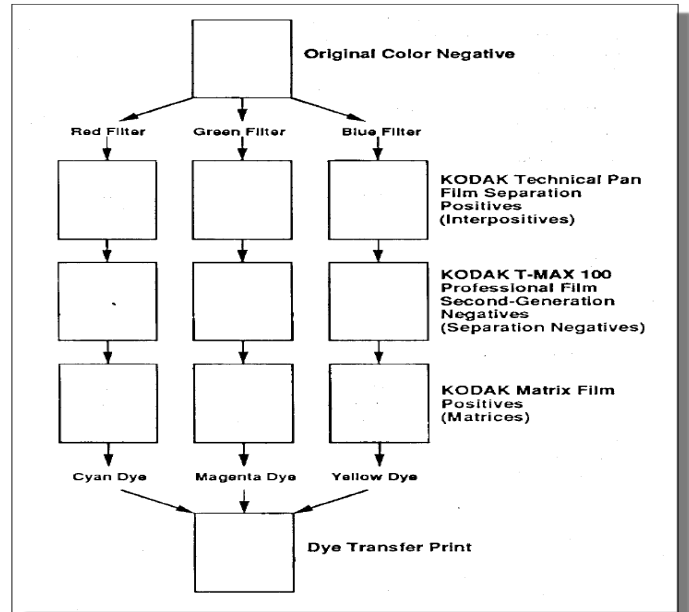 Original Color Negative
Red Filter
Green Filter
Blue Filter
KODAK Technical Pan
Film Separation
Positives
(Interpositives)
KODAK T-MAX 100
Professional Film
Second-Generation
Negatives
(Separation Negatives)
KODAK Matrix Film
Positives
(Matrices)
Cyan Dye
Magenta Dye
Yellow Dye
Dye Transfer Print